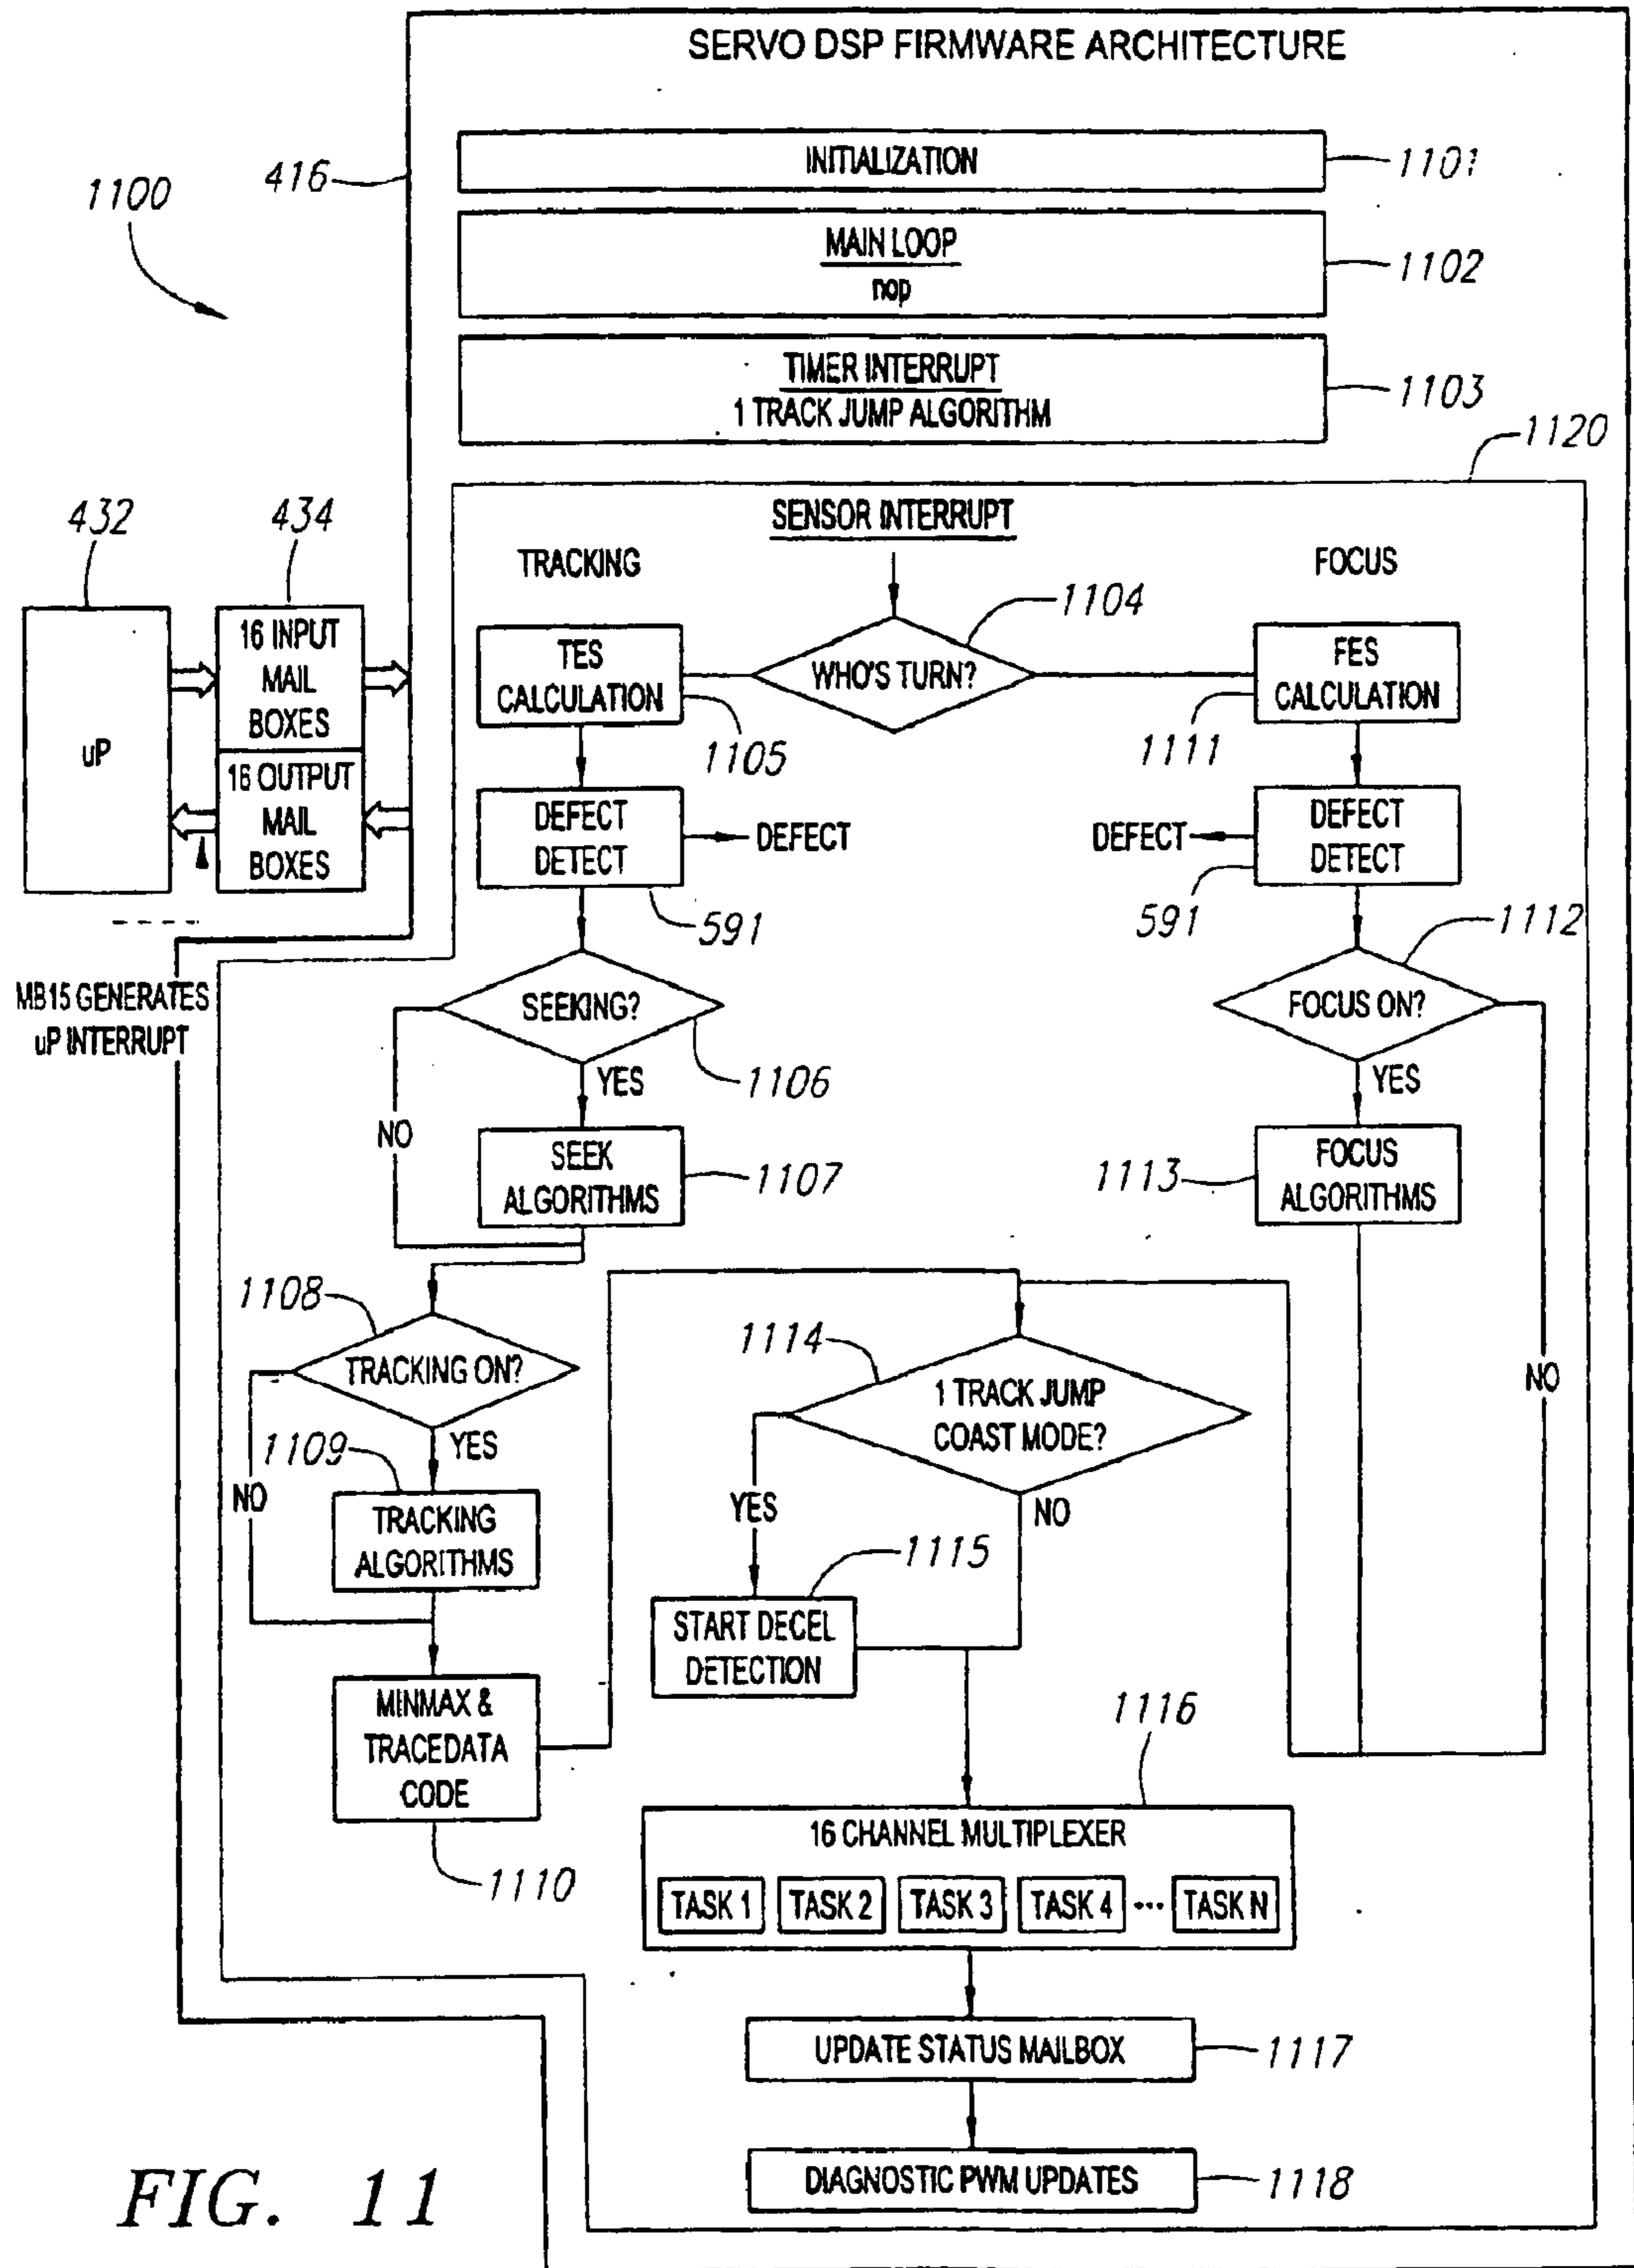 SERVO DSP FIRMWARE ARCHITECTURE
416
1100
INITIALIZATION
1101
MAIN LOOP
nop
1102
TIMER INTERRUPT
1 TRACK JUMP ALGORITHM
1103
1120
432
434
SENSOR INTERRUPT
TRACKING
FOCUS
1104
uP
16 INPUT
MAIL
BOXES
16 OUTPUT
MAIL
BOXES
TES
CALCULATION
1105
WHO'S TURN?
FES
CALCULATION
1111
DEFECT
DETECT
DEFECT
591
DEFECT
DEFECT
DETECT
591
1112
MB15 GENERATES
uP INTERRUPT
SEEKING?
1106
YES
NO
SEEK
ALGORITHMS
1107
FOCUS ON?
YES
NO
1113
FOCUS
ALGORITHMS
1108
TRACKING ON?
YES
NO
1109
TRACKING
ALGORITHMS
MINMAX &
TRACEDATA
CODE
1110
1114
1 TRACK JUMP
COAST MODE?
YES
NO
1115
START DECEL
DETECTION
1116
16 CHANNEL MULTIPLEXER
TASK 1 TASK 2 TASK 3 TASK 4 ... TASK N
UPDATE STATUS MAILBOX
1117
DIAGNOSTIC PWM UPDATES
1118
FIG. 11